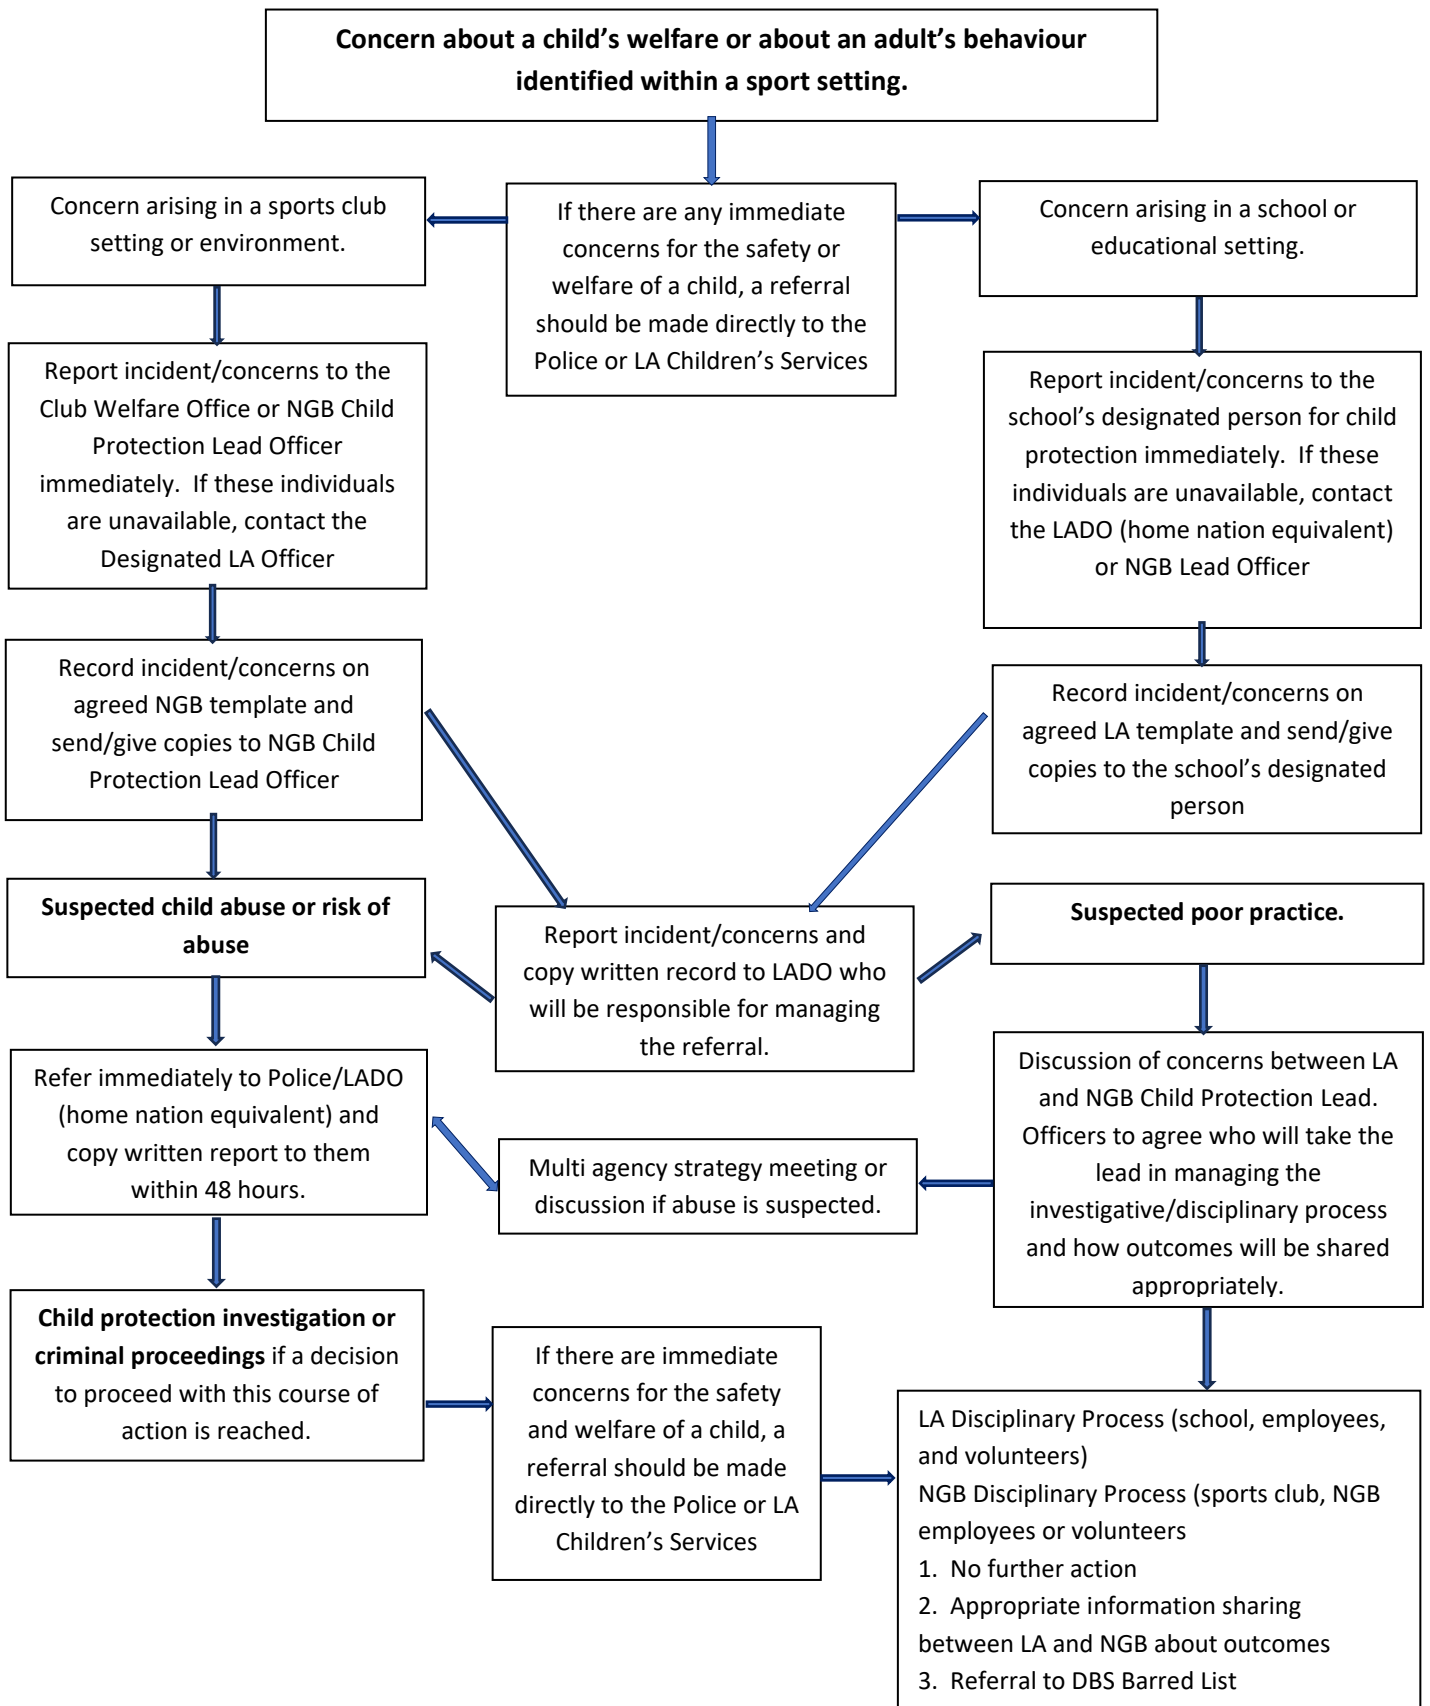 Concern about a child’s welfare or about an adult’s behaviour
identified within a sport setting.
Concern arising in a sports club
setting or environment.
If there are any immediate
concerns for the safety or
welfare of a child, a referral
should be made directly to the
Police or LA Children’s Services
Concern arising in a school or
educational setting.
Report incident/concerns to the
Club Welfare Office or NGB Child
Protection Lead Officer
immediately.  If these individuals
are unavailable, contact the
Designated LA Officer
Report incident/concerns to the
school’s designated person for child
protection immediately.  If these
individuals are unavailable, contact
the LADO (home nation equivalent)
or NGB Lead Officer
Record incident/concerns on
agreed NGB template and
send/give copies to NGB Child
Protection Lead Officer
Record incident/concerns on
agreed LA template and send/give
copies to the school’s designated
person
Suspected child abuse or risk of
abuse
Report incident/concerns and
copy written record to LADO who
will be responsible for managing
the referral.
Suspected poor practice.
Refer immediately to Police/LADO
(home nation equivalent) and
copy written report to them
within 48 hours.
Multi agency strategy meeting or
discussion if abuse is suspected.
Discussion of concerns between LA
and NGB Child Protection Lead.
Officers to agree who will take the
lead in managing the
investigative/disciplinary process
and how outcomes will be shared
appropriately.
Child protection investigation or
criminal proceedings if a decision
to proceed with this course of
action is reached.
If there are immediate
concerns for the safety
and welfare of a child, a
referral should be made
directly to the Police or LA
Children’s Services
LA Disciplinary Process (school, employees,
and volunteers)
NGB Disciplinary Process (sports club, NGB
employees or volunteers
1.  No further action
2.  Appropriate information sharing
between LA and NGB about outcomes
3.  Referral to DBS Barred List